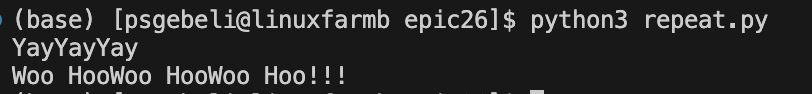 (base) [psgebeli@linuxfarmb epic26]$ python3 repeat.py
YayYayYay
Woo HooWoo HooWoo Hoo!!!